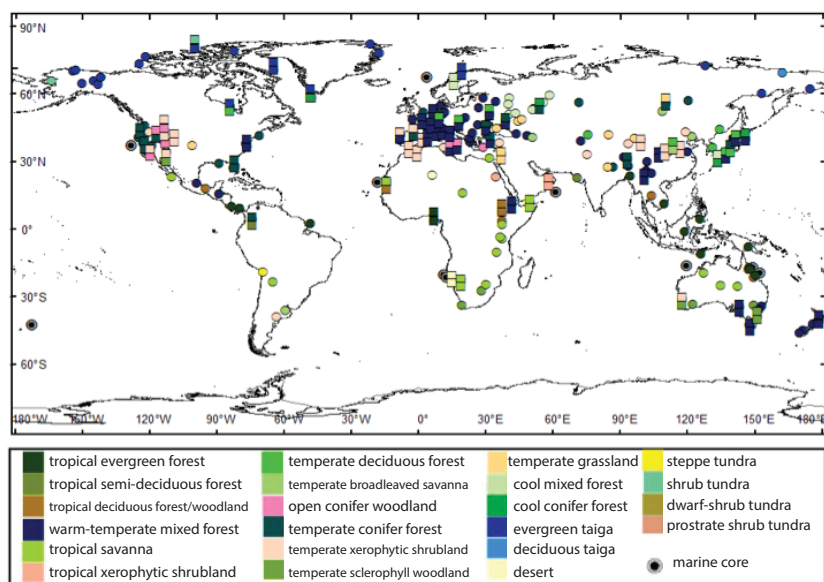 90°N
60°N
30°N
0°
30°S
60°S
180°W 150°W 120°W 90°W 60°W 30°W 0° 30°E 60°E 90°E 120°E 150°E 180°E
tropical evergreen forest
tropical semi-deciduous forest
tropical deciduous forest/woodland
warm-temperate mixed forest
tropical savanna
tropical xerophytic shrubland
temperate deciduous forest
temperate broadleaved savanna
open conifer woodland
temperate conifer forest
temperate xerophytic shrubland
temperate sclerophyll woodland
temperate grassland
cool mixed forest
cool conifer forest
evergreen taiga
deciduous taiga
desert
steppe tundra
shrub tundra
dwarf-shrub tundra
prostrate shrub tundra
marine core